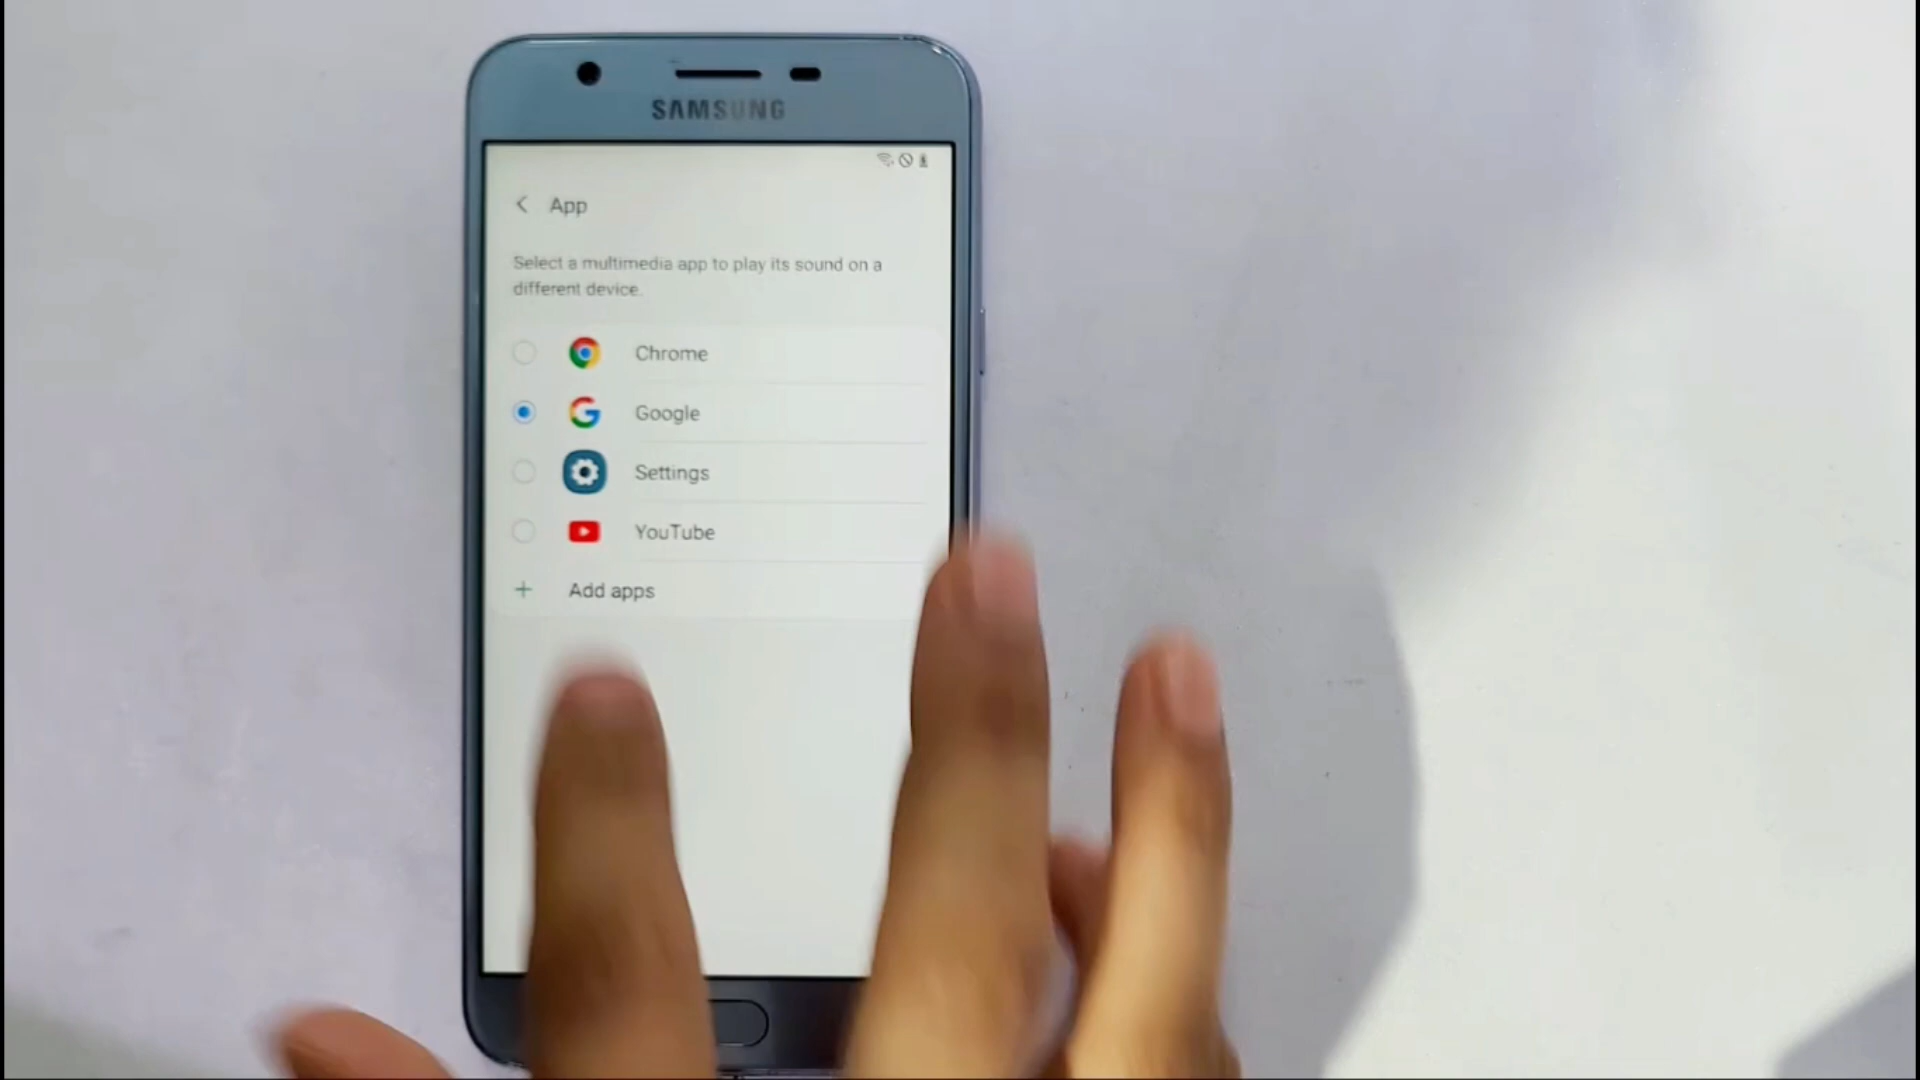 SAMSUNG
App
Select a multimedia app to play its sound on a
different device.
Chrome
Google
Settings
YouTube
Add apps